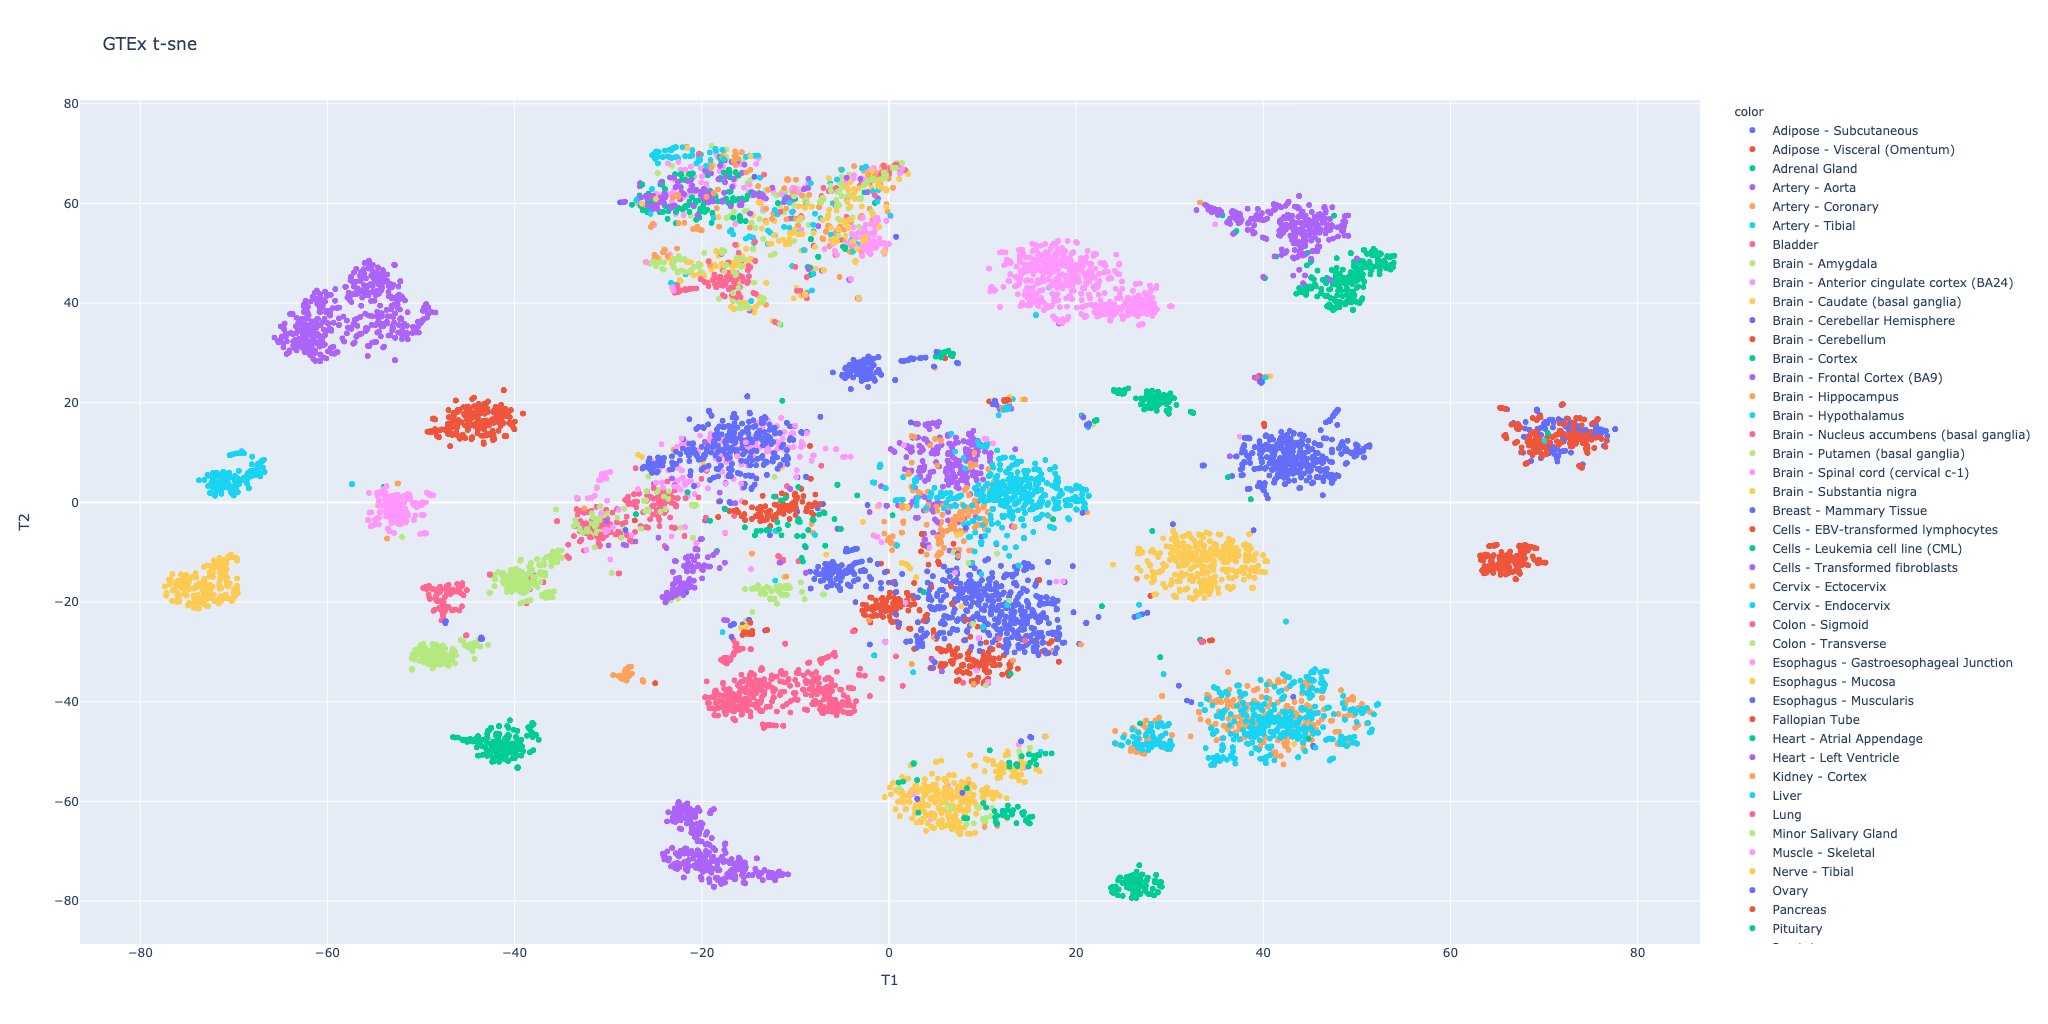 GTEx t-sne
80
60
40
20
0
−20
−40
−60
−80
T2
−80
−60
−40
−20
0
20
40
60
80
T1
color
Adipose - Subcutaneous
Adipose - Visceral (Omentum)
Adrenal Gland
Artery - Aorta
Artery - Coronary
Artery - Tibial
Bladder
Brain - Amygdala
Brain - Anterior cingulate cortex (BA24)
Brain - Caudate (basal ganglia)
Brain - Cerebellar Hemisphere
Brain - Cerebellum
Brain - Cortex
Brain - Frontal Cortex (BA9)
Brain - Hippocampus
Brain - Hypothalamus
Brain - Nucleus accumbens (basal ganglia)
Brain - Putamen (basal ganglia)
Brain - Spinal cord (cervical c-1)
Brain - Substantia nigra
Breast - Mammary Tissue
Cells - EBV-transformed lymphocytes
Cells - Leukemia cell line (CML)
Cells - Transformed fibroblasts
Cervix - Ectocervix
Cervix - Endocervix
Colon - Sigmoid
Colon - Transverse
Esophagus - Gastroesophageal Junction
Esophagus - Mucosa
Esophagus - Muscularis
Fallopian Tube
Heart - Atrial Appendage
Heart - Left Ventricle
Kidney - Cortex
Liver
Lung
Minor Salivary Gland
Muscle - Skeletal
Nerve - Tibial
Ovary
Pancreas
Pituitary